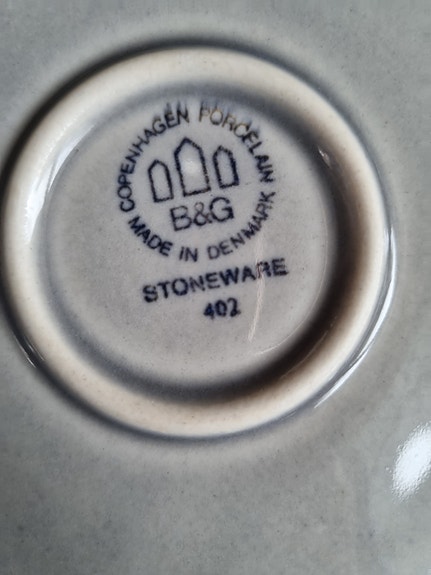 COPENHAGEN PORCELAIN
B&G
MADE IN DENMARK
STONEWARE
402